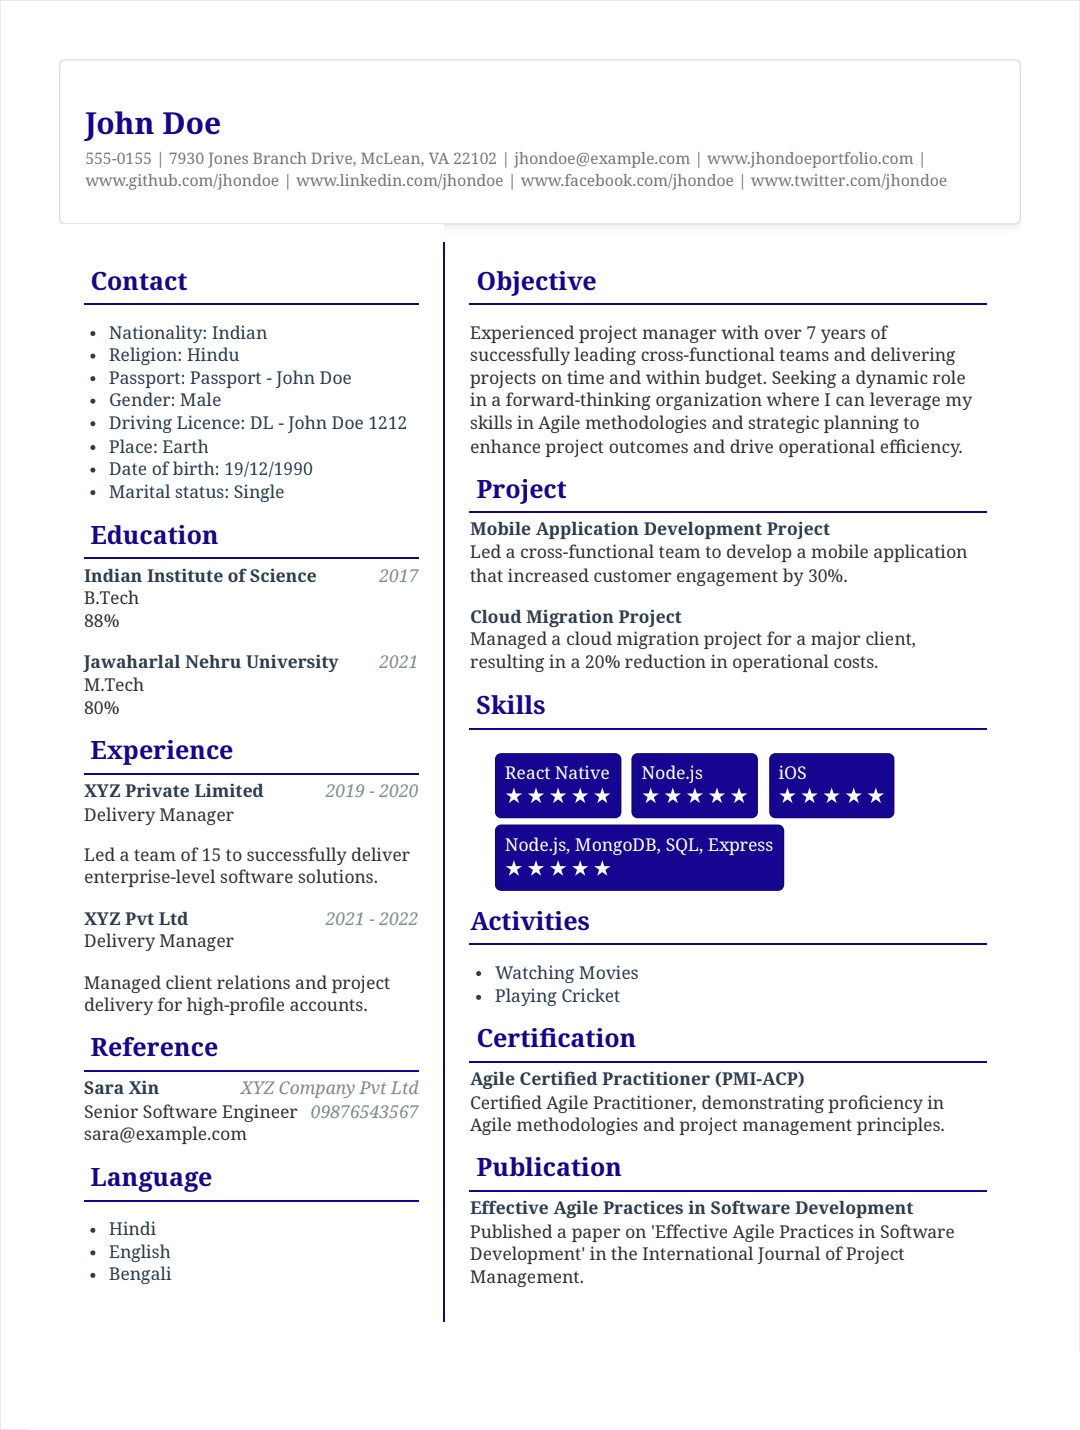 John Doe
555-0155 | 7930 Jones Branch Drive, McLean, VA 22102 | jhondoe@example.com | www.jhondoeportfolio.com |
www.github.com/jhondoe | www.linkedin.com/jhondoe | www.facebook.com/jhondoe | www.twitter.com/jhondoe
Contact
• Nationality: Indian
• Religion: Hindu
• Passport: Passport - John Doe
• Gender: Male
• Driving Licence: DL - John Doe 1212
• Place: Earth
• Date of birth: 19/12/1990
• Marital status: Single
Education
Indian Institute of Science 2017
B.Tech
88%
Jawaharlal Nehru University 2021
M.Tech
80%
Experience
XYZ Private Limited 2019 - 2020
Delivery Manager
Led a team of 15 to successfully deliver
enterprise-level software solutions.
XYZ Pvt Ltd 2021 - 2022
Delivery Manager
Managed client relations and project
delivery for high-profile accounts.
Reference
Sara Xin XYZ Company Pvt Ltd
Senior Software Engineer 09876543567
sara@example.com
Language
• Hindi
• English
• Bengali
Objective
Experienced project manager with over 7 years of
successfully leading cross-functional teams and delivering
projects on time and within budget. Seeking a dynamic role
in a forward-thinking organization where I can leverage my
skills in Agile methodologies and strategic planning to
enhance project outcomes and drive operational efficiency.
Project
Mobile Application Development Project
Led a cross-functional team to develop a mobile application
that increased customer engagement by 30%.
Cloud Migration Project
Managed a cloud migration project for a major client,
resulting in a 20% reduction in operational costs.
Skills
React Native Node.js iOS
★★★★★ ★★★★★ ★★★★★
Node.js, MongoDB, SQL, Express
★★★★★
Activities
• Watching Movies
• Playing Cricket
Certification
Agile Certified Practitioner (PMI-ACP)
Certified Agile Practitioner, demonstrating proficiency in
Agile methodologies and project management principles.
Publication
Effective Agile Practices in Software Development
Published a paper on 'Effective Agile Practices in Software
Development' in the International Journal of Project
Management.